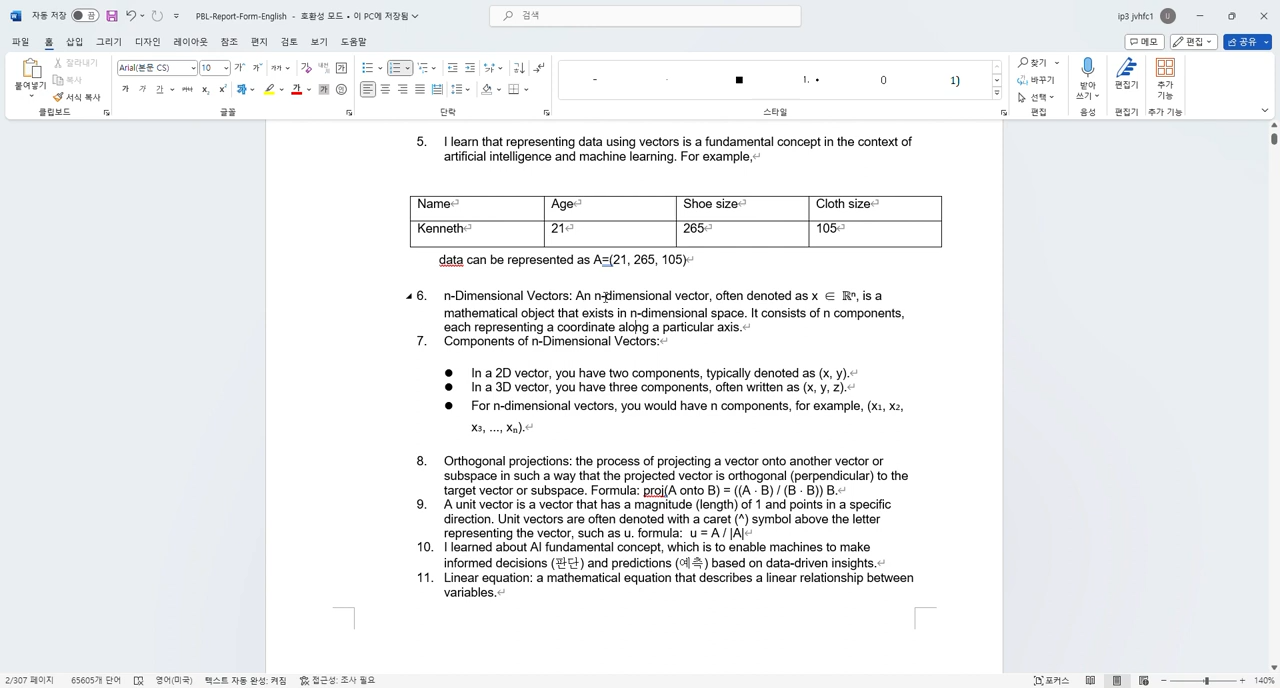 자동 저장 끔 PBL-Report-Form-English - 호환성 모드 • 이 PC에 저장됨 검색 ip3 jvhfc1
파일 홈 삽입 그리기 디자인 레이아웃 참조 편지 검토 보기 도움말 메모 편집 공유
붙여넣기 잘라내기 복사 서식 복사 클립보드
Arial(본문 CS) 10 글꼴
단락
1. 0 1) 스타일
찾기 바꾸기 선택 편집
받아쓰기 음성
편집기 편집기
추가 기능 추가 기능
5. I learn that representing data using vectors is a fundamental concept in the context of
artificial intelligence and machine learning. For example,
Name Age Shoe size Cloth size
Kenneth 21 265 105
data can be represented as A=(21, 265, 105)
6. n-Dimensional Vectors: An n-dimensional vector, often denoted as x ∈ ℝⁿ, is a
mathematical object that exists in n-dimensional space. It consists of n components,
each representing a coordinate along a particular axis.
7. Components of n-Dimensional Vectors:
● In a 2D vector, you have two components, typically denoted as (x, y).
● In a 3D vector, you have three components, often written as (x, y, z).
● For n-dimensional vectors, you would have n components, for example, (x₁, x₂,
x₃, ..., xₙ).
8. Orthogonal projections: the process of projecting a vector onto another vector or
subspace in such a way that the projected vector is orthogonal (perpendicular) to the
target vector or subspace. Formula: proj(A onto B) = ((A · B) / (B · B)) B.
9. A unit vector is a vector that has a magnitude (length) of 1 and points in a specific
direction. Unit vectors are often denoted with a caret (^) symbol above the letter
representing the vector, such as u. formula: u = A / |A|
10. I learned about AI fundamental concept, which is to enable machines to make
informed decisions (판단) and predictions (예측) based on data-driven insights.
11. Linear equation: a mathematical equation that describes a linear relationship between
variables.
2/307 페이지 65605개 단어 영어(미국) 텍스트 자동 완성: 켜짐 접근성: 조사 필요 포커스 140%